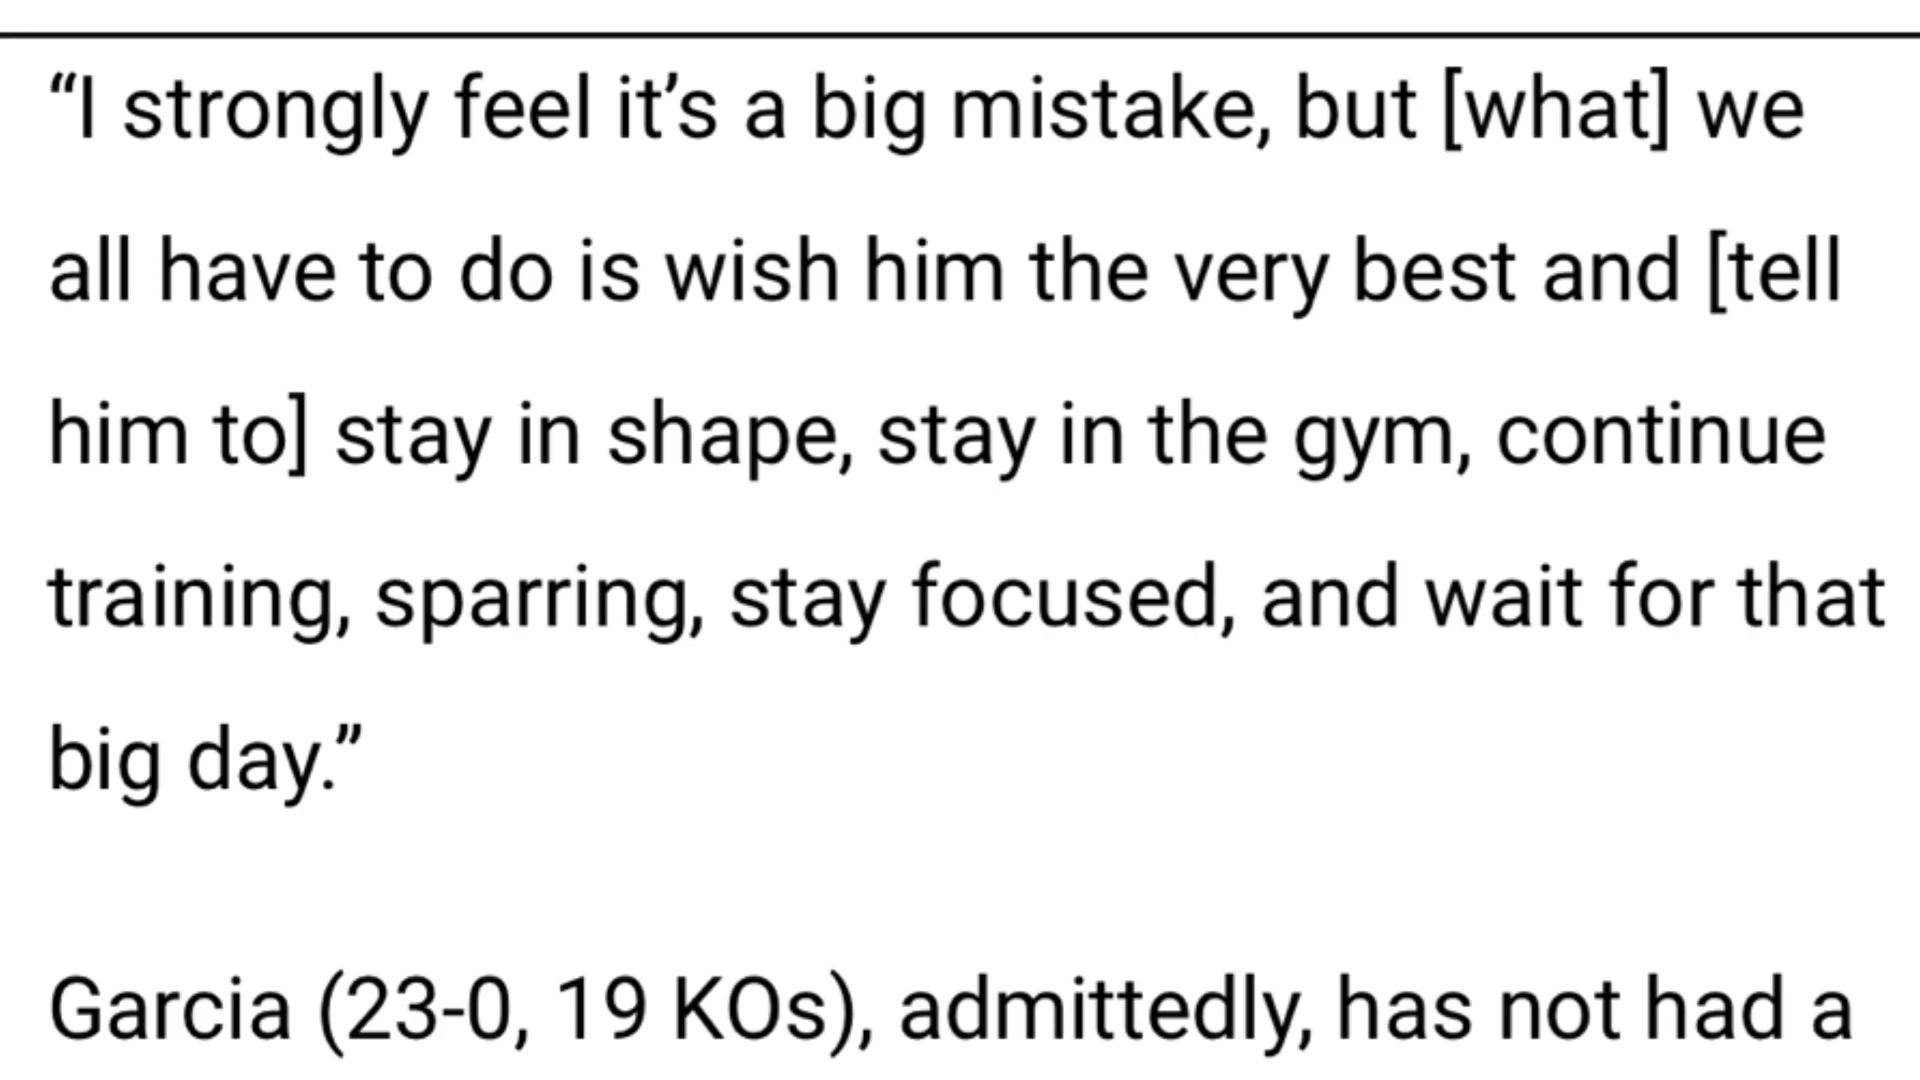 “I strongly feel it’s a big mistake, but [what] we
all have to do is wish him the very best and [tell
him to] stay in shape, stay in the gym, continue
training, sparring, stay focused, and wait for that
big day.”
Garcia (23-0, 19 KOs), admittedly, has not had a